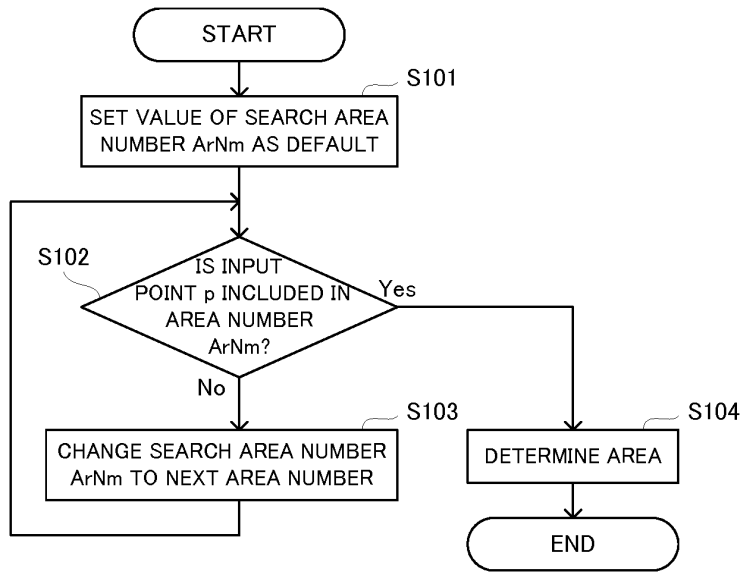 START
S101
SET VALUE OF SEARCH AREA
NUMBER ArNm AS DEFAULT
S102
IS INPUT
POINT p INCLUDED IN
AREA NUMBER
ArNm?
Yes
No
S103
CHANGE SEARCH AREA NUMBER
ArNm TO NEXT AREA NUMBER
S104
DETERMINE AREA
END